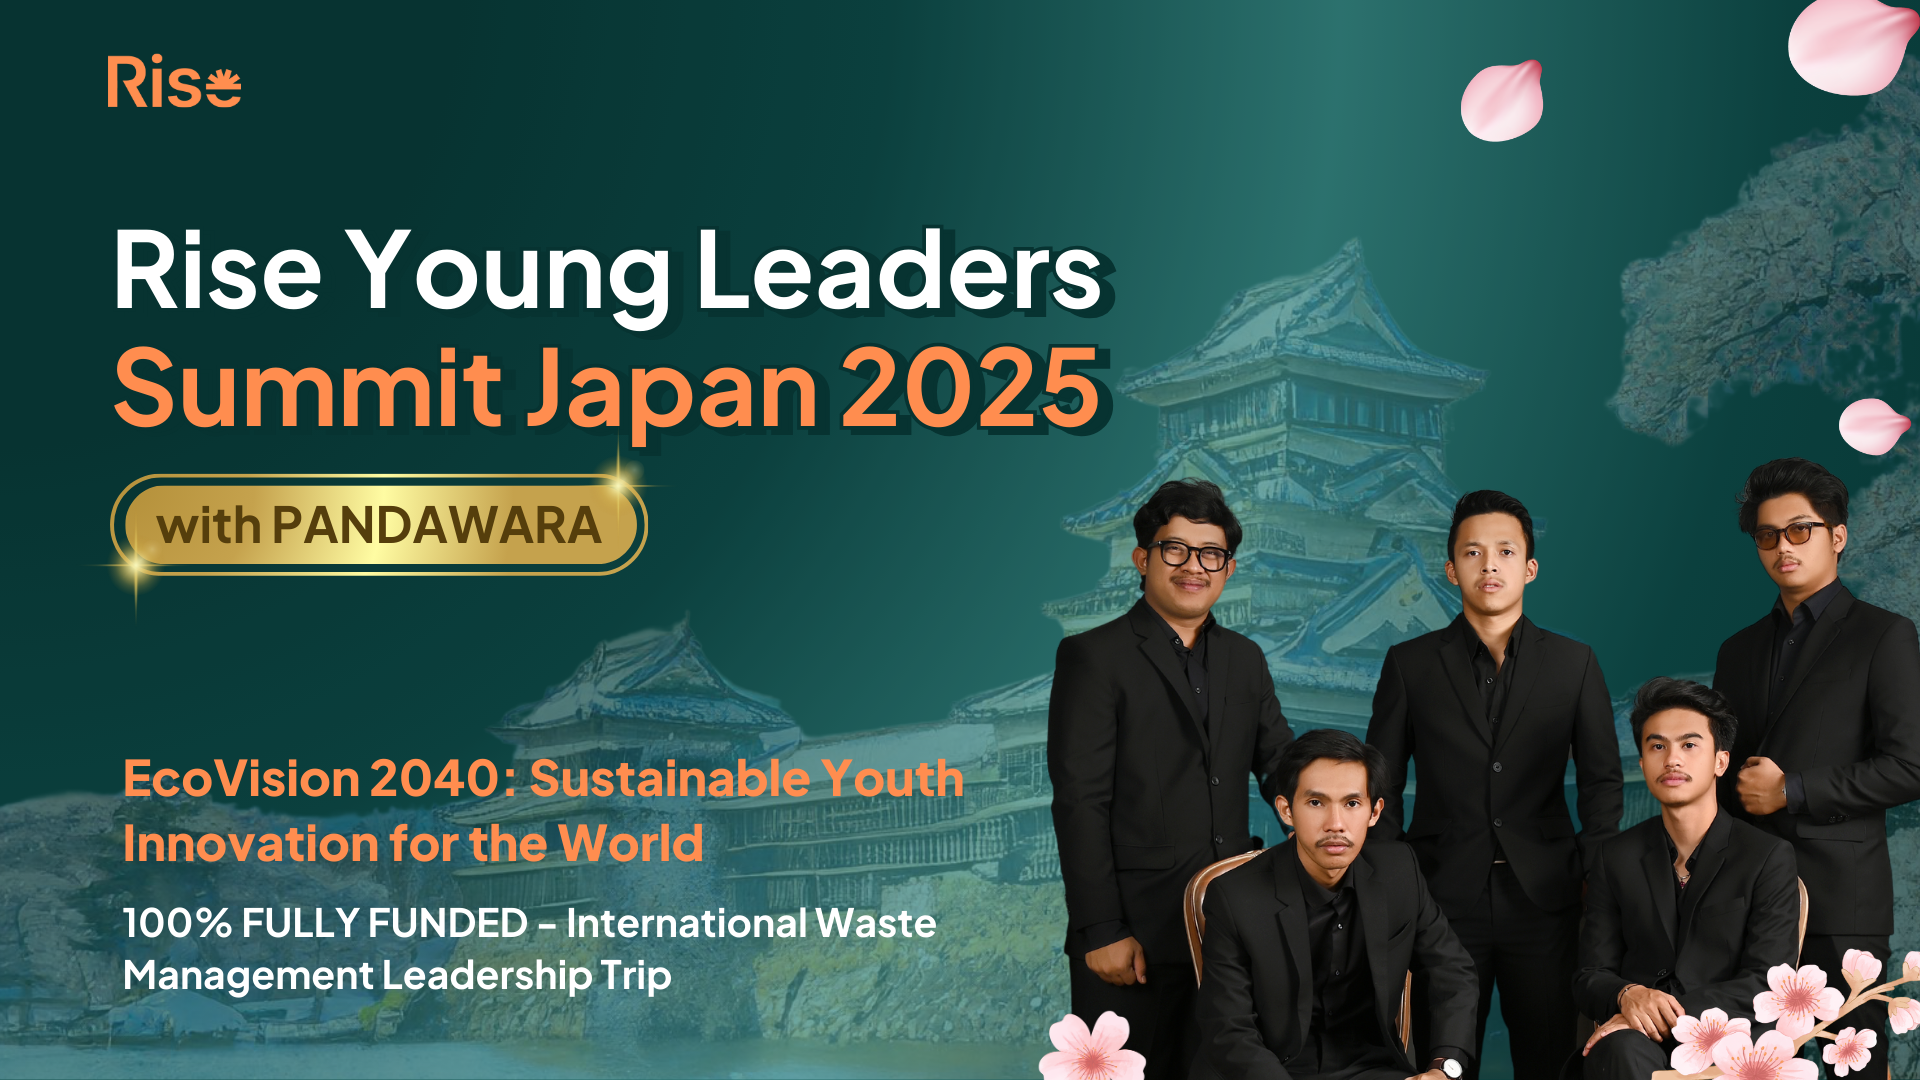 Rise
Rise Young Leaders
Summit Japan 2025
with PANDAWARA
EcoVision 2040: Sustainable Youth
Innovation for the World
100% FULLY FUNDED – International Waste
Management Leadership Trip